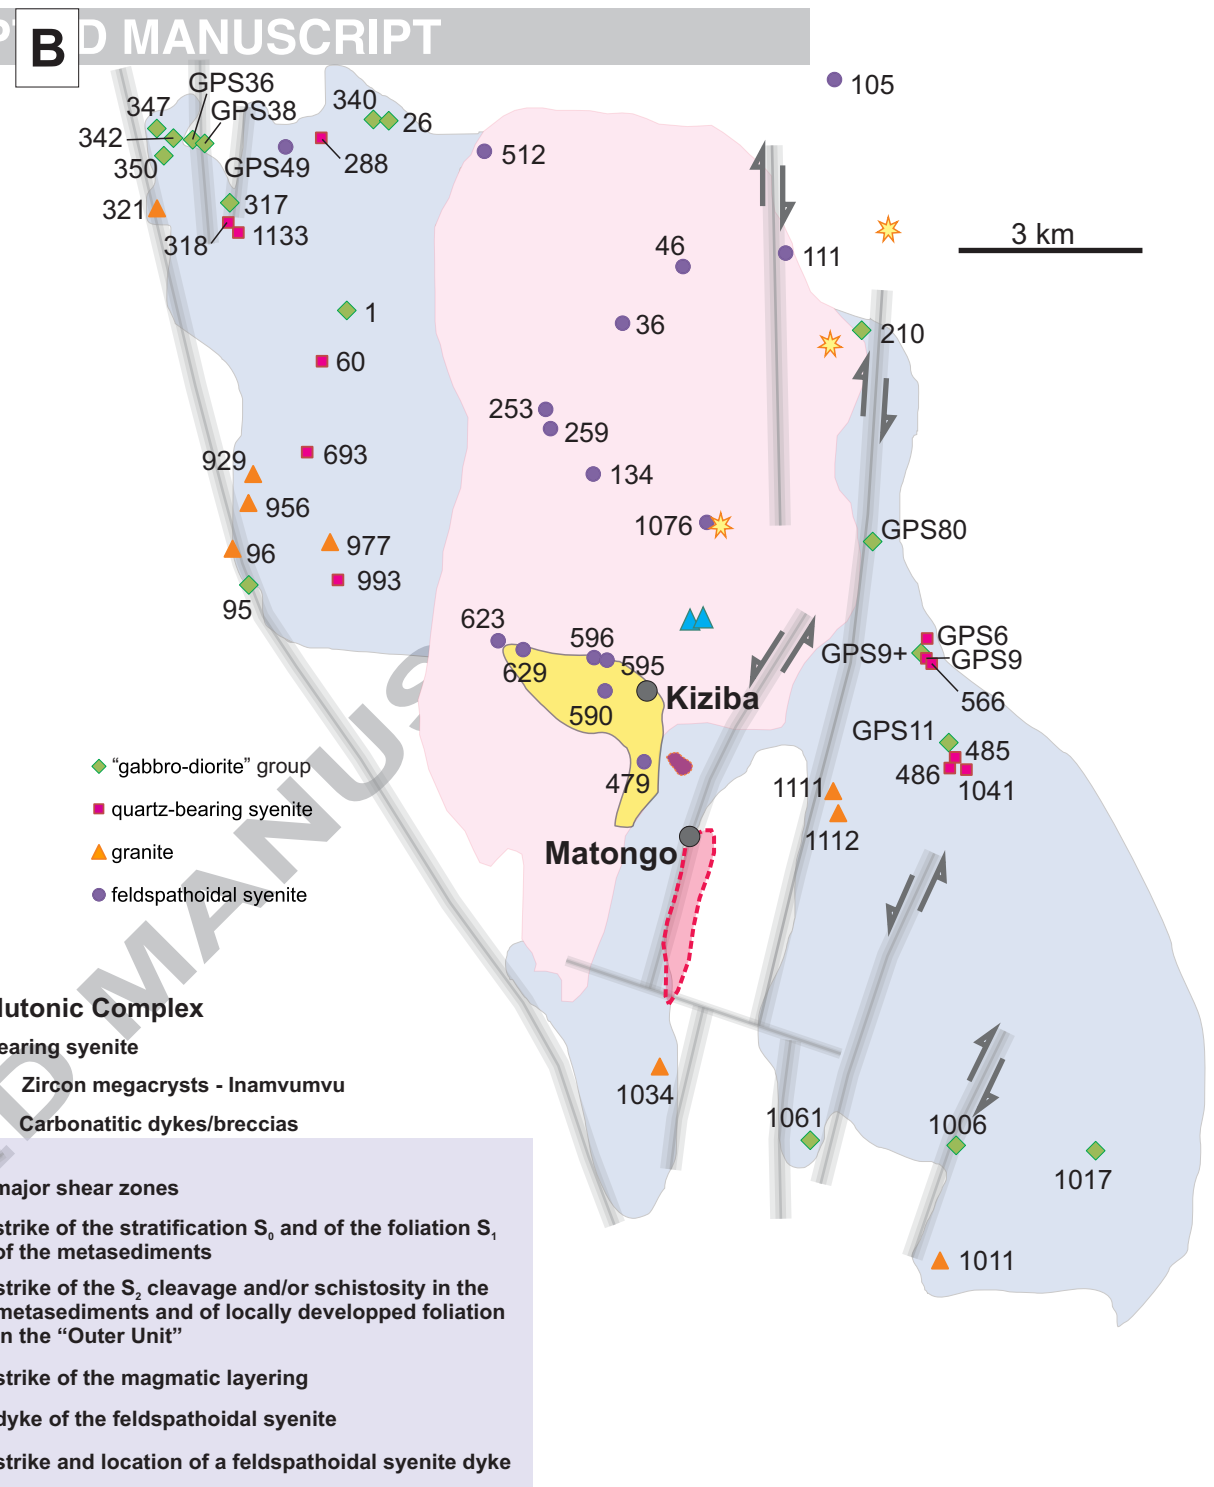 D MANUSCRIPT
B
GPS36
347
GPS38
340
26
342
350
GPS49
288
512
105
321
317
318
1133
46
111
3 km
1
36
210
60
253
259
929
693
134
956
1076
GPS80
96
977
993
95
623
596
GPS6
629
595
GPS9+
GPS9
Kiziba
566
590
GPS11
485
"gabbro-diorite" group
479
486
1041
1111
quartz-bearing syenite
1112
granite
Matongo
feldspathoidal syenite
D MANUS
lutonic Complex
earing syenite
Zircon megacrysts - Inamvumvu
1034
Carbonatitic dykes/breccias
1061
1006
1017
major shear zones
strike of the stratification S0 and of the foliation S1
of the metasediments
1011
strike of the S2 cleavage and/or schistosity in the
metasediments and of locally developped foliation
n the "Outer Unit"
strike of the magmatic layering
dyke of the feldspathoidal syenite
strike and location of a feldspathoidal syenite dyke